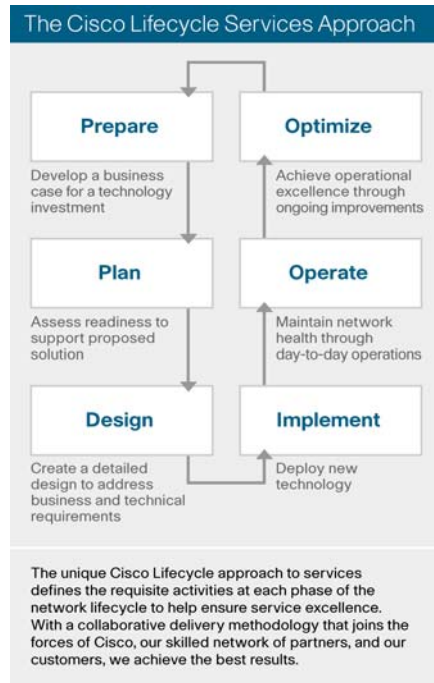 The Cisco Lifecycle Services Approach
Prepare
Develop a business
case for a technology
investment
Plan
Assess readiness to
support proposed
solution
Design
Create a detailed
design to address
business and technical
requirements
Implement
Deploy new
technology
Operate
Maintain network
health through
day-to-day operations
Optimize
Achieve operational
excellence through
ongoing improvements
The unique Cisco Lifecycle approach to services
defines the requisite activities at each phase of the
network lifecycle to help ensure service excellence.
With a collaborative delivery methodology that joins the
forces of Cisco, our skilled network of partners, and our
customers, we achieve the best results.